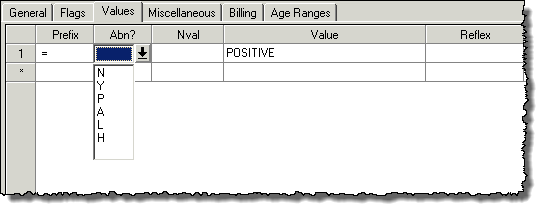 General Flags Values Miscellaneous Billing Age Ranges
Prefix Abn? Nval Value Reflex
1 = POSITIVE
*
N
Y
P
A
L
H